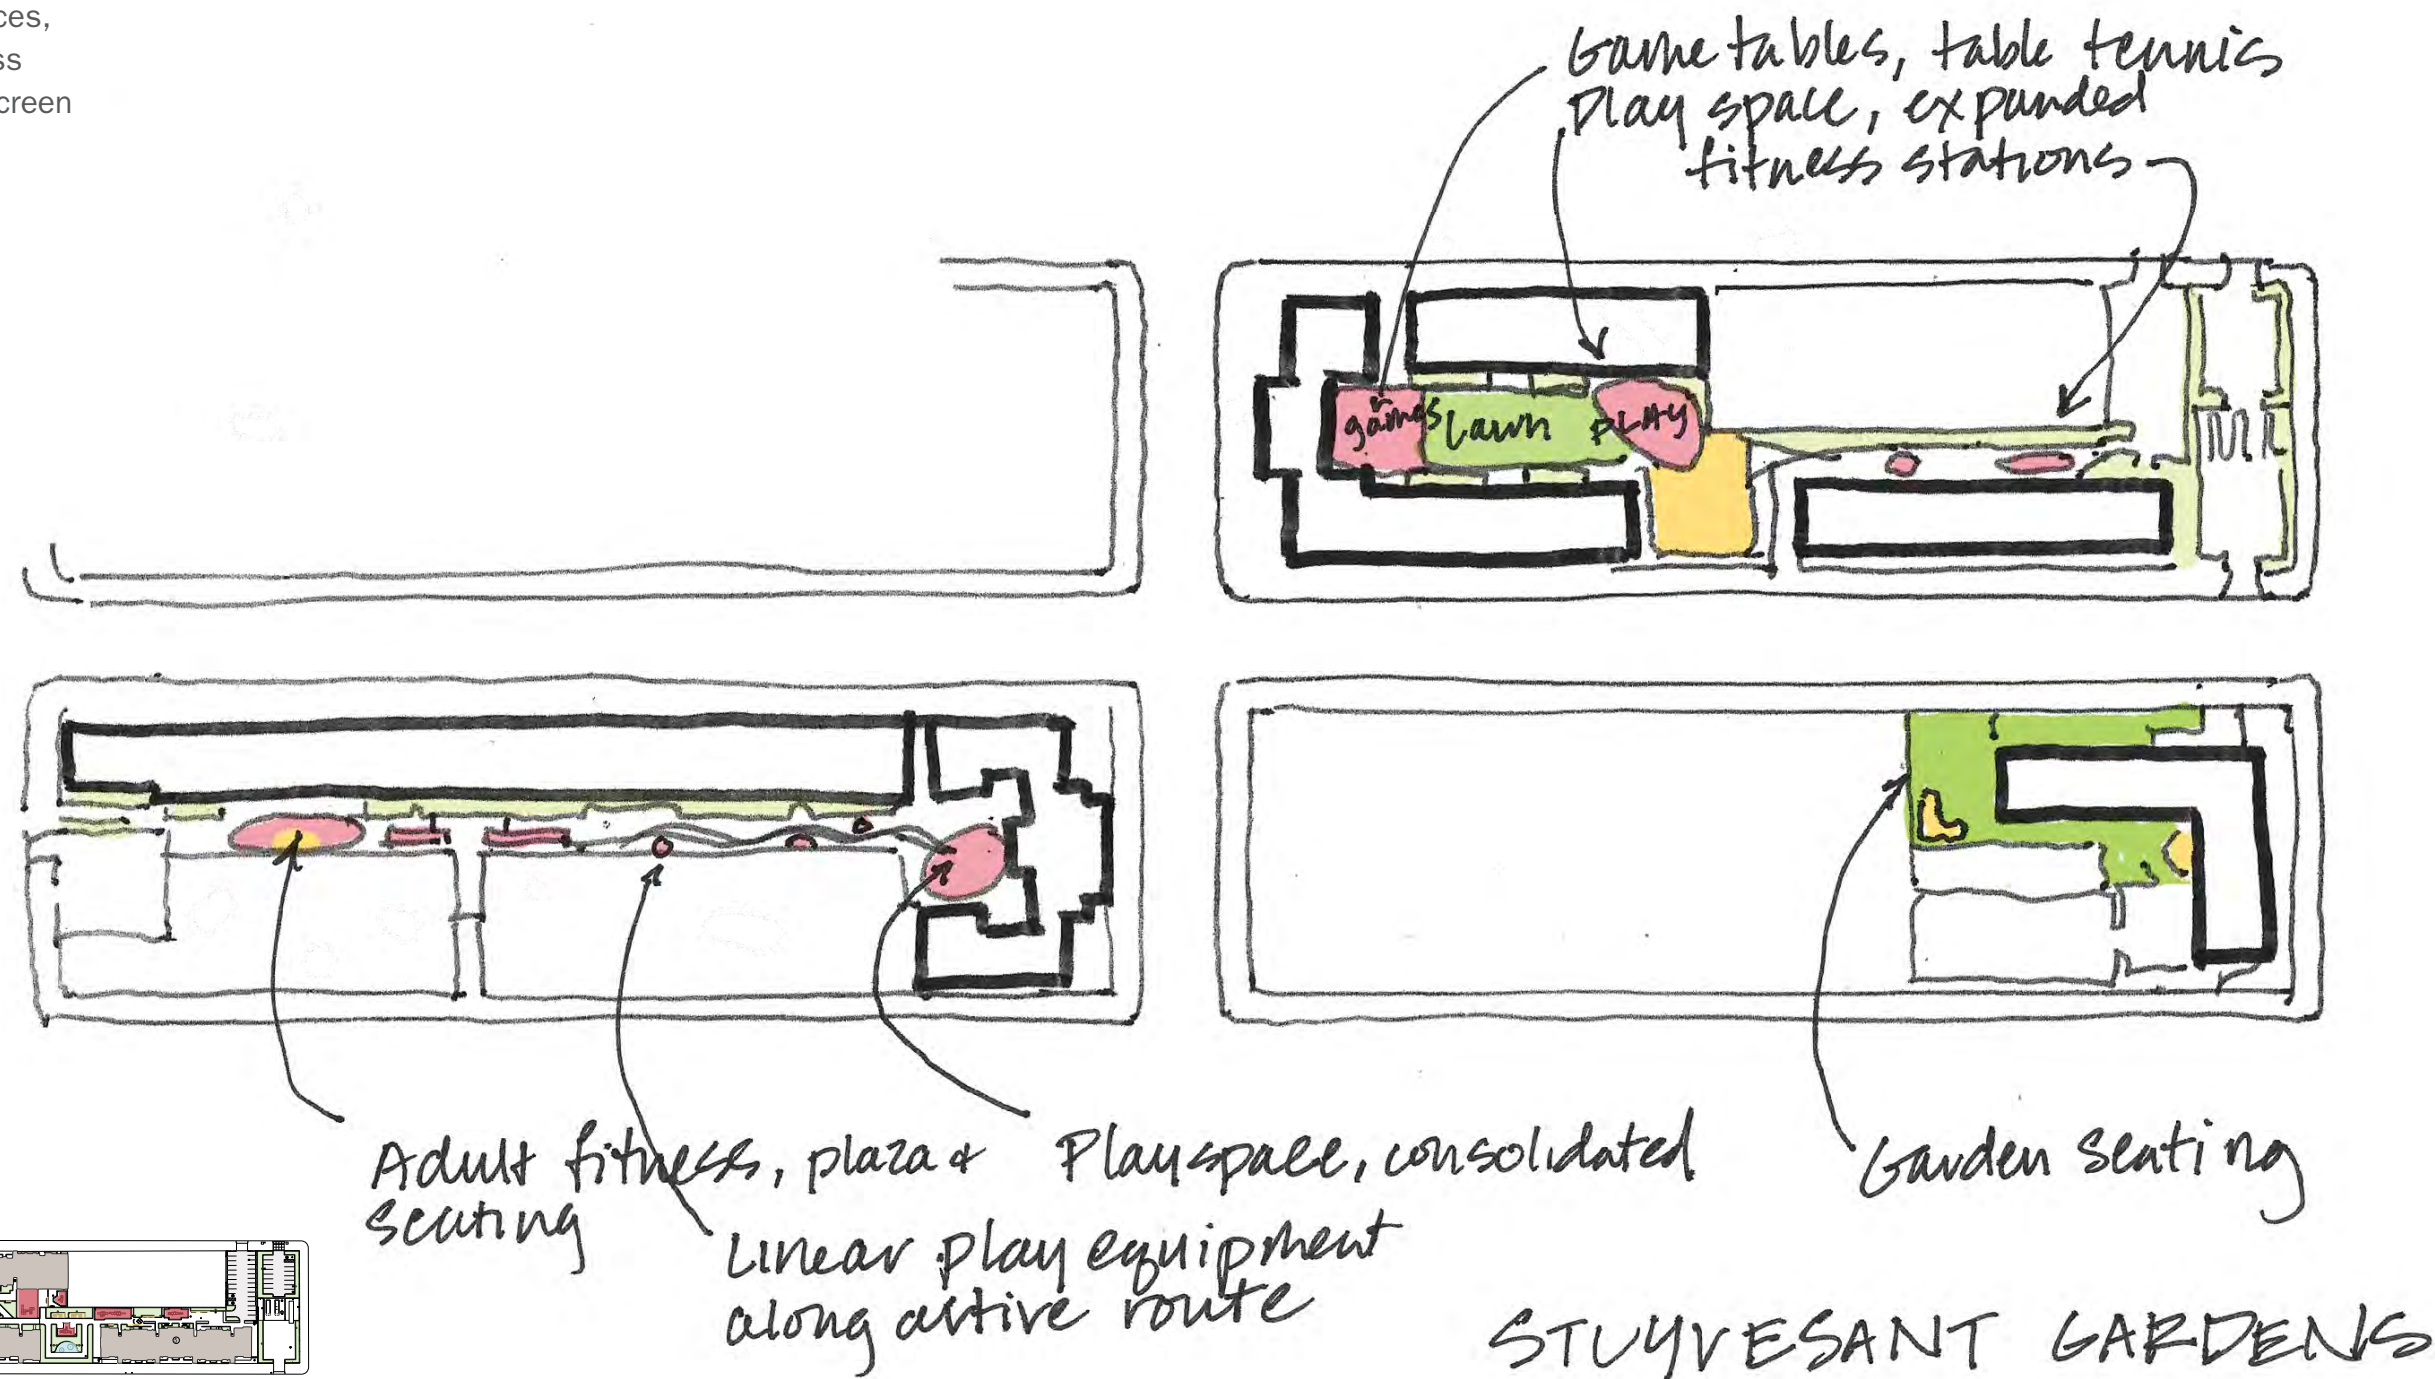 ces,
ss
creen
Game tables, table tennis
Play space, expanded
fitness stations
games
Lawn
PLAY
Adult fitness, plaza &
seating
Playspace, consolidated
Garden Seating
Linear play equipment
along active route
STUYVESANT GARDENS